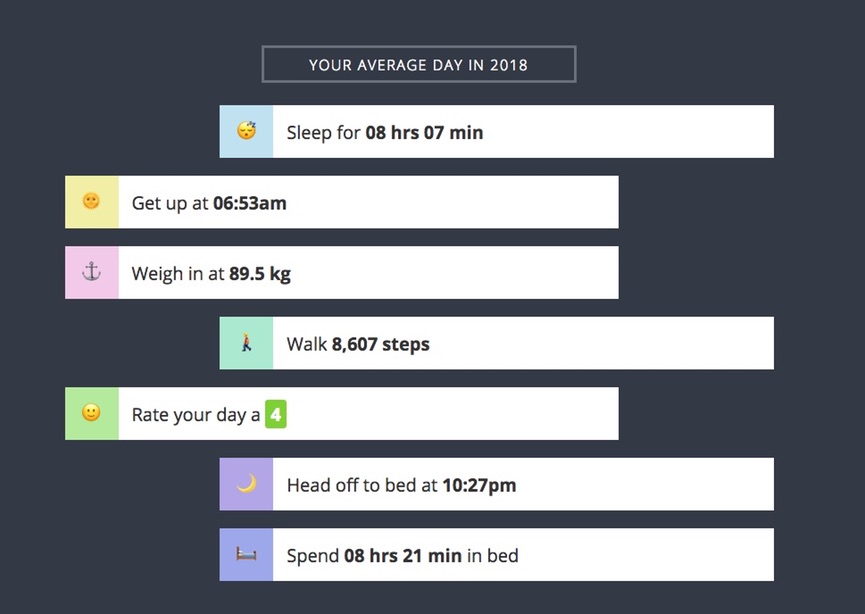 YOUR AVERAGE DAY IN 2018
Sleep for 08 hrs 07 min
Get up at 06:53am
Weigh in at 89.5 kg
Walk 8,607 steps
Rate your day a 4
Head off to bed at 10:27pm
Spend 08 hrs 21 min in bed